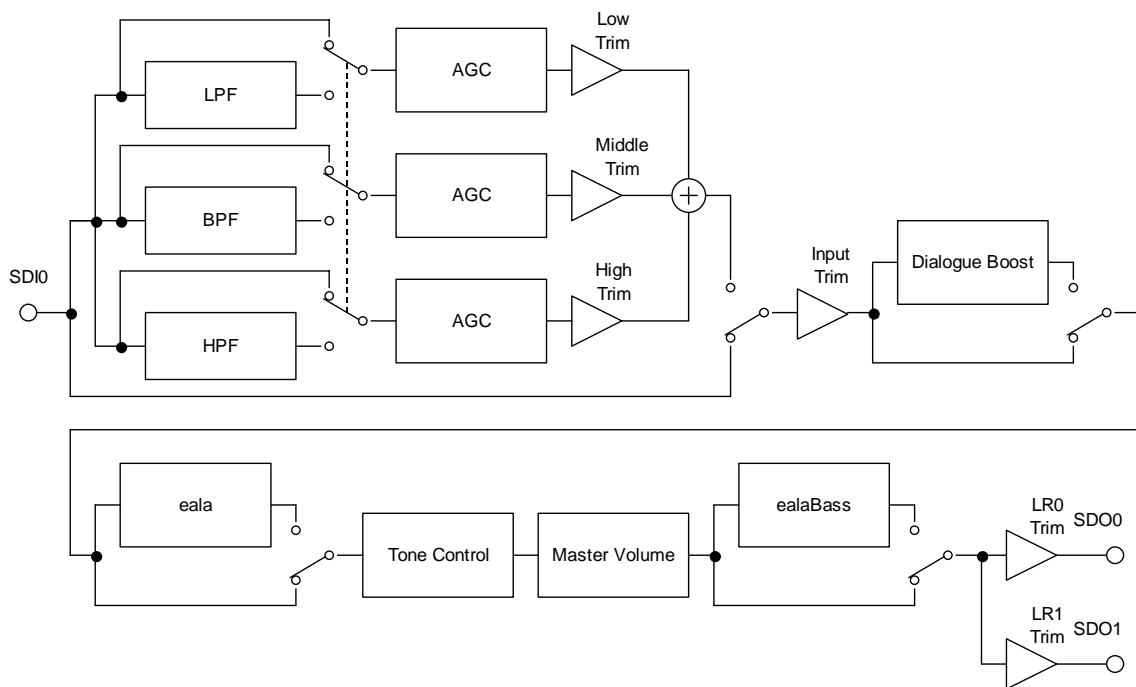 Low
Trim
LPF
AGC
Middle
Trim
BPF
AGC
SDI0
High
Trim
HPF
AGC
Input
Trim
Dialogue Boost
eala
Tone Control
Master Volume
ealaBass
LR0
Trim
SDO0
LR1
Trim
SDO1